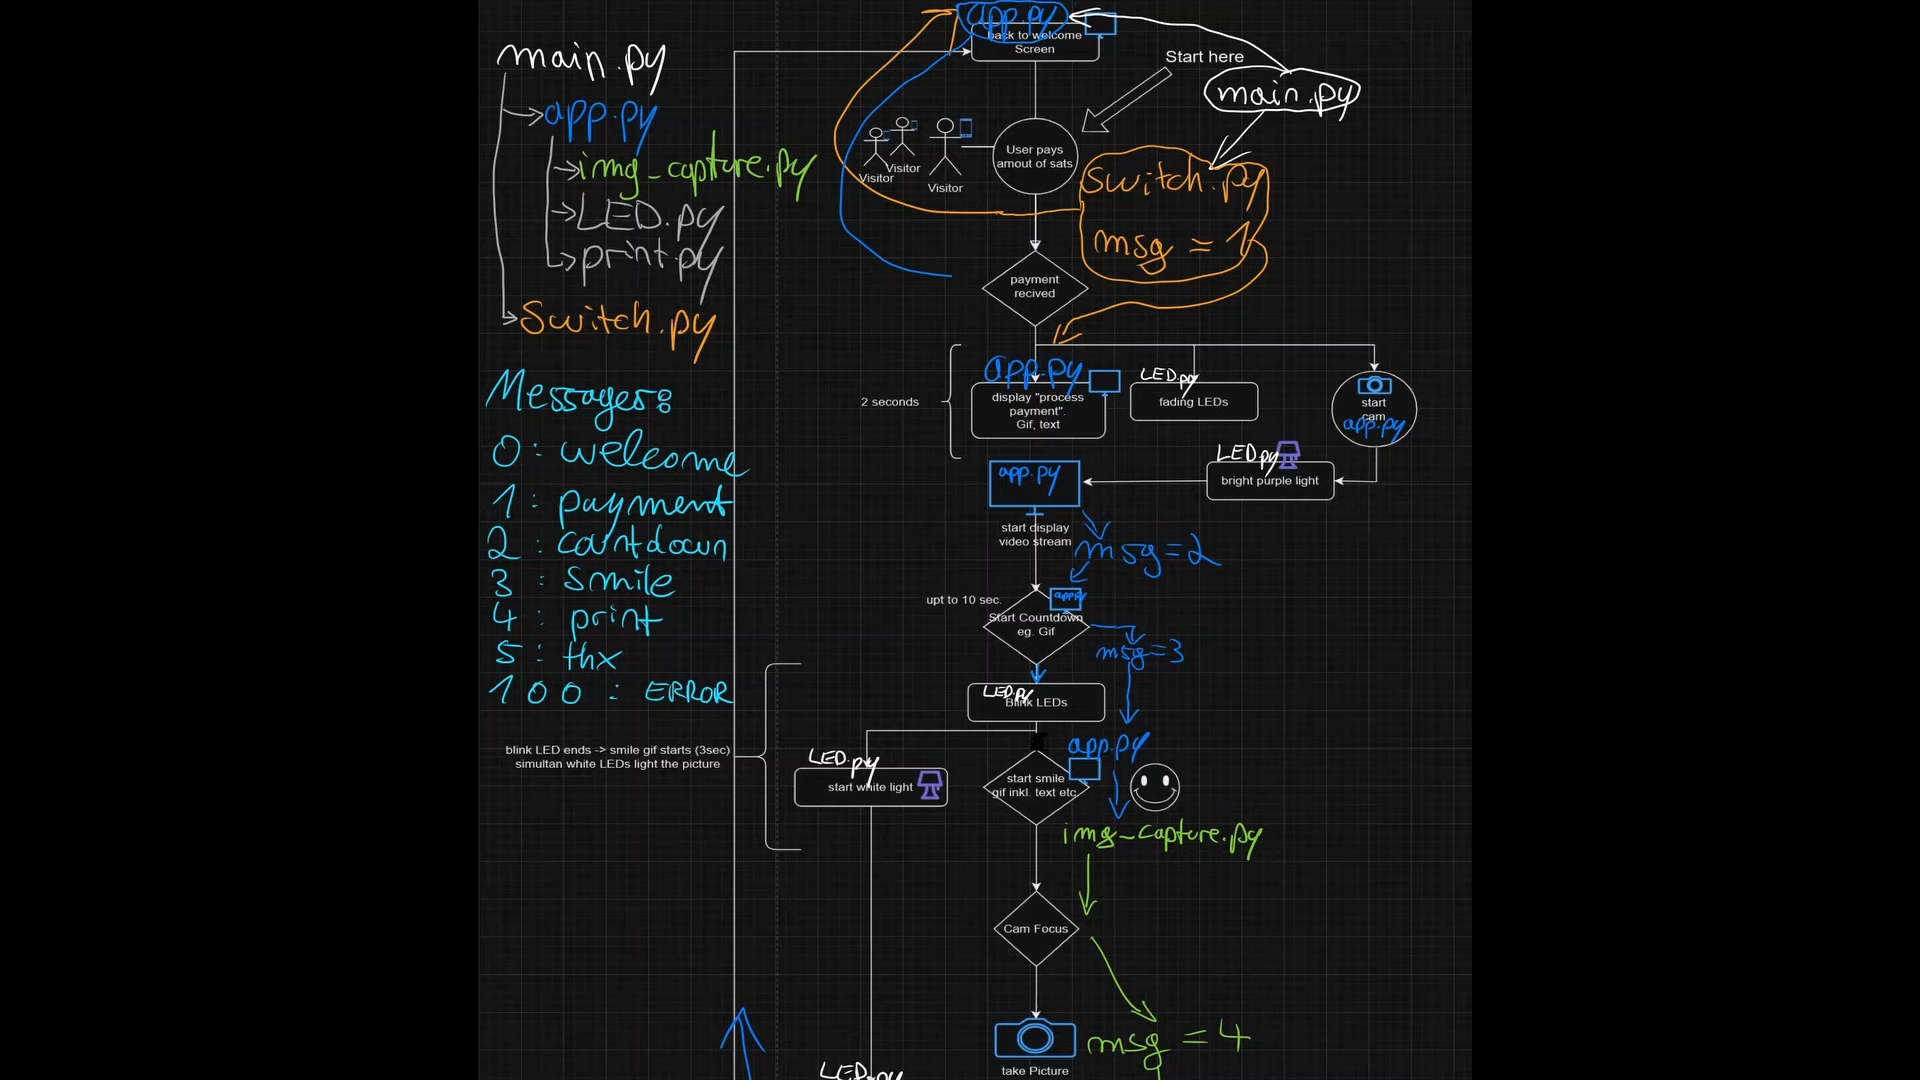 main.py
app.py
img_capture.py
LED.py
print.py
Switch.py
Messages:
0: welcome
1: payment
2: countdown
3: smile
4: print
5: thx
100: ERROR
blink LED ends -> smile gif starts (3sec)
simultan white LEDs light the picture
app.py
back to welcome
Screen
Start here
main.py
Visitor
Visitor
Visitor
User pays
amout of sats
Switch.py
msg = 1
payment
recived
2 seconds
app.py
display "process
payment".
Gif, text
LED.py
fading LEDs
start
cam
app.py
LED.py
bright purple light
app.py
start display
video stream
msg=2
upt to 10 sec.
app.py
Start Countdown
eg. Gif
msg=3
LED.py
Blink LEDs
LED.py
start white light
app.py
start smile
gif inkl. text etc
img_capture.py
Cam Focus
msg = 4
take Picture
LED.py